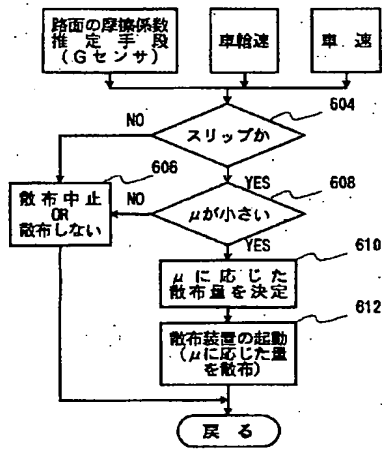 路面の摩擦係数
推定手段
(Gセンサ)
車輪速
車速
604
スリップか
NO
606
YES
608
散布中止
OR
散布しない
NO
μが小さい
YES
610
μに応じた
散布量を決定
612
散布装置の起動
(μに応じた量
を散布)
戻る